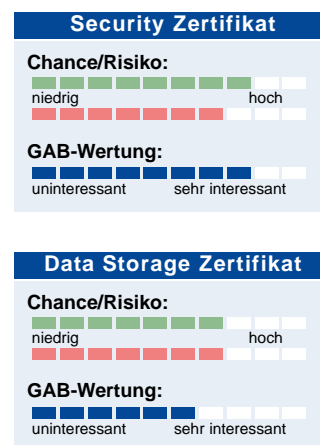 Security Zertifikat
Chance/Risiko:
niedrig hoch
GAB-Wertung:
uninteressant sehr interessant
Data Storage Zertifikat
Chance/Risiko:
niedrig hoch
GAB-Wertung:
uninteressant sehr interessant